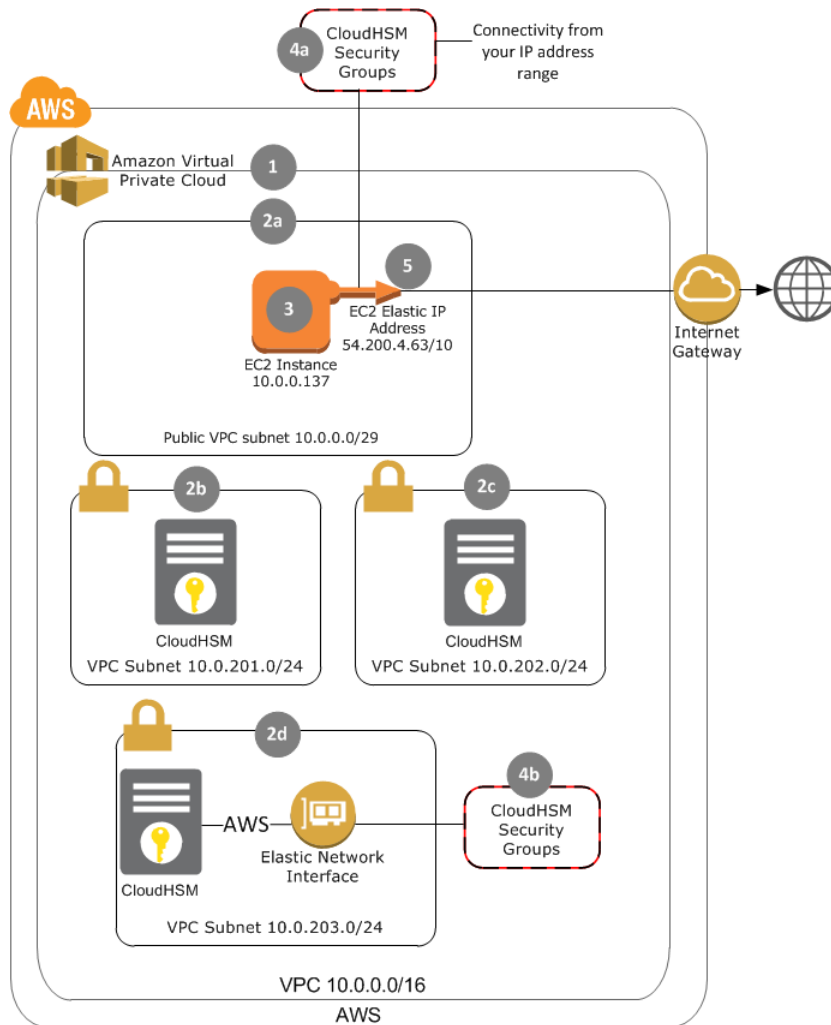 4a
CloudHSM
Security
Groups
Connectivity from
your IP address
range
AWS
Amazon Virtual
Private Cloud
1
2a
3
5
EC2 Elastic IP
Address
54.200.4.63/10
EC2 Instance
10.0.0.137
Internet
Gateway
Public VPC subnet 10.0.0.0/29
2b
CloudHSM
VPC Subnet 10.0.201.0/24
2c
CloudHSM
VPC Subnet 10.0.202.0/24
2d
CloudHSM
AWS
Elastic Network
Interface
VPC Subnet 10.0.203.0/24
4b
CloudHSM
Security
Groups
VPC 10.0.0.0/16
AWS